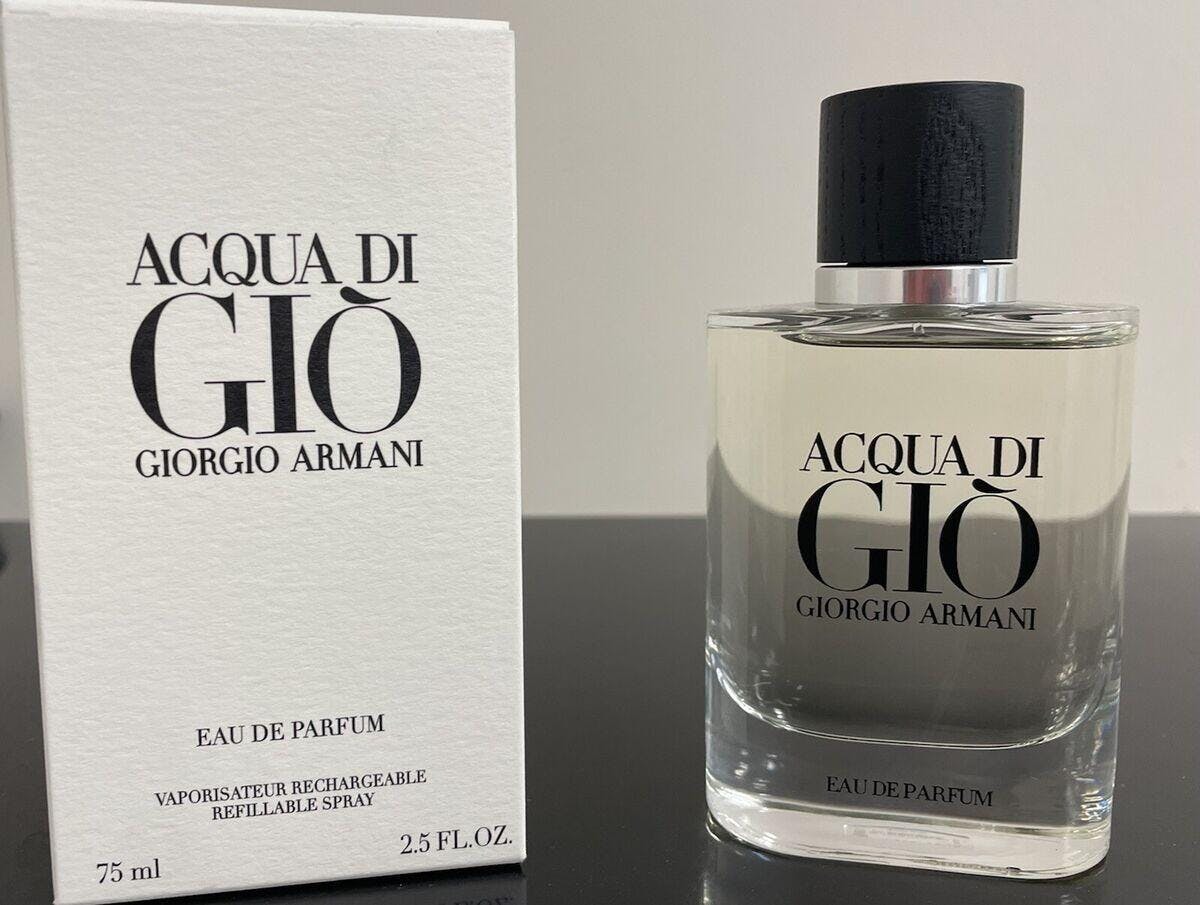 ACQUA DI
GIÒ
GIORGIO ARMANI
EAU DE PARFUM
VAPORISATEUR RECHARGEABLE
REFILLABLE SPRAY
75 ml
2.5 FL.OZ.
ACQUA DI
GIÒ
GIORGIO ARMANI
EAU DE PARFUM